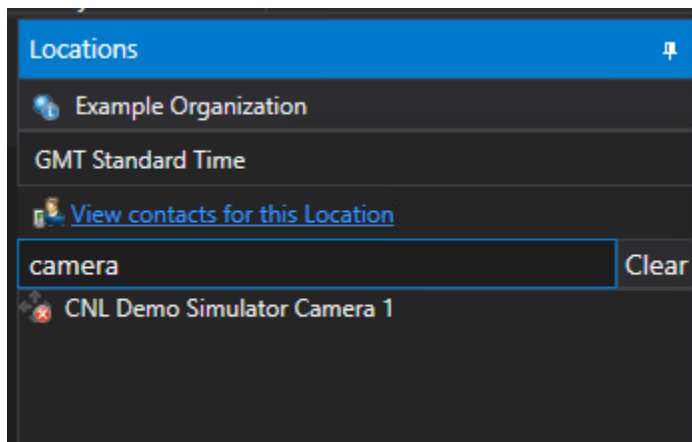 Locations
Example Organization
GMT Standard Time
View contacts for this Location
camera Clear
CNL Demo Simulator Camera 1